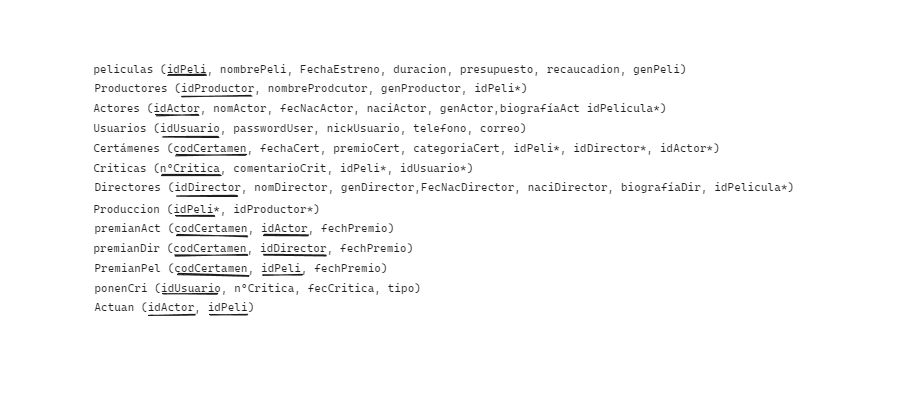 peliculas (idPeli, nombrePeli, FechaEstreno, duracion, presupuesto, recaucadion, genPeli)
Productores (idProductor, nombreProdcutor, genProductor, idPeli*)
Actores (idActor, nomActor, fecNacActor, naciActor, genActor,biografíaAct idPelicula*)
Usuarios (idUsuario, passwordUser, nickUsuario, telefono, correo)
Certámenes (codCertamen, fechaCert, premioCert, categoriaCert, idPeli*, idDirector*, idActor*)
Criticas (nºCritica, comentarioCrit, idPeli*, idUsuario*)
Directores (idDirector, nomDirector, genDirector,FecNacDirector, naciDirector, biografíaDir, idPelicula*)
Produccion (idPeli*, idProductor*)
premianAct (codCertamen, idActor, fechPremio)
premianDir (codCertamen, idDirector, fechPremio)
PremianPel (codCertamen, idPeli, fechPremio)
ponenCri (idUsuario, nºCritica, fecCritica, tipo)
Actuan (idActor, idPeli)